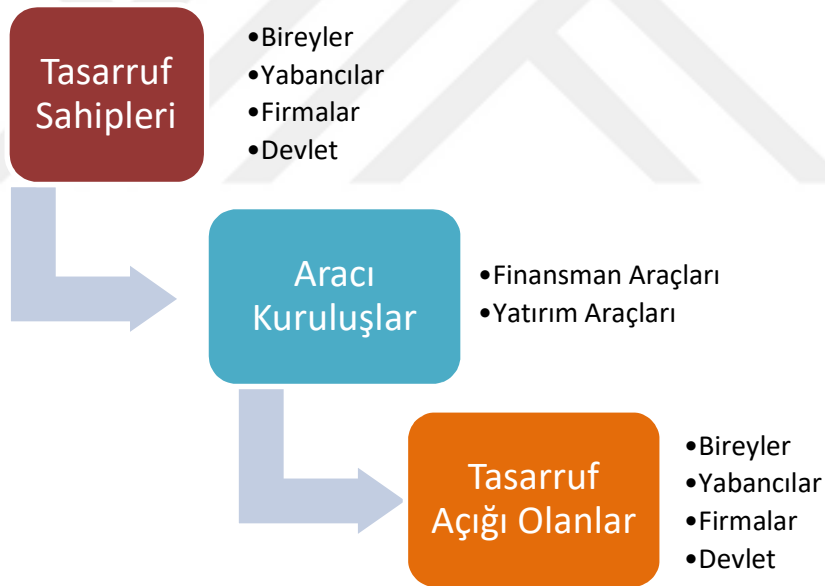 Tasarruf
Sahipleri
•Bireyler
•Yabancılar
•Firmalar
•Devlet
Aracı
Kuruluşlar
•Finansman Araçları
•Yatırım Araçları
Tasarruf
Açığı Olanlar
•Bireyler
•Yabancılar
•Firmalar
•Devlet